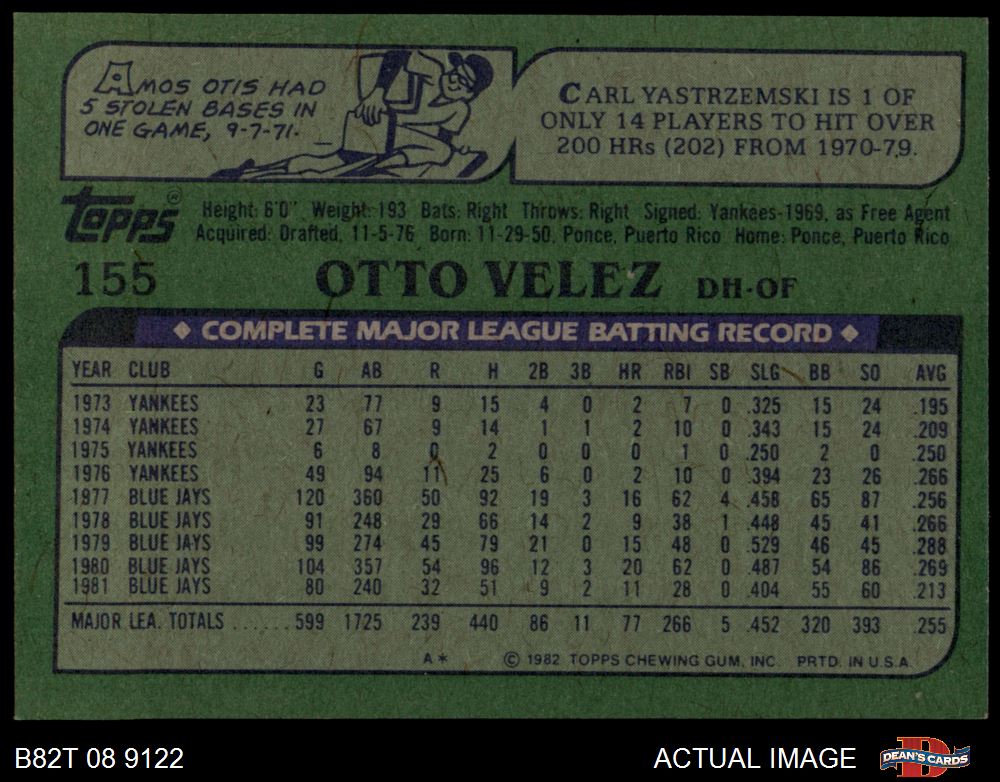 AMOS OTIS HAD
5 STOLEN BASES IN
ONE GAME, 9-7-71.
CARL YASTRZEMSKI IS 1 OF
ONLY 14 PLAYERS TO HIT OVER
200 HRs (202) FROM 1970-79.
topps®
Height: 6'0" Weight: 193 Bats: Right Throws: Right Signed: Yankees-1969, as Free Agent
Acquired: Drafted, 11-5-76 Born: 11-29-50, Ponce, Puerto Rico Home: Ponce, Puerto Rico
155 OTTO VELEZ DH-OF
◆ COMPLETE MAJOR LEAGUE BATTING RECORD ◆
YEAR CLUB G AB R H 2B 3B HR RBI SB SLG BB SO AVG
1973 YANKEES 23 77 9 15 4 0 2 7 0 .325 15 24 .195
1974 YANKEES 27 67 9 14 1 1 2 10 0 .343 15 24 .209
1975 YANKEES 6 8 0 2 0 0 0 1 0 .250 2 0 .250
1976 YANKEES 49 94 11 25 6 0 2 10 0 .394 23 26 .266
1977 BLUE JAYS 120 360 50 92 19 3 16 62 4 .458 65 87 .256
1978 BLUE JAYS 91 248 29 66 14 2 9 38 1 .448 45 41 .266
1979 BLUE JAYS 99 274 45 79 21 0 15 48 0 .529 46 45 .288
1980 BLUE JAYS 104 357 54 96 12 3 20 62 0 .487 54 86 .269
1981 BLUE JAYS 80 240 32 51 9 2 11 28 0 .404 55 60 .213
MAJOR LEA. TOTALS ......599 1725 239 440 86 11 77 266 5 .452 320 393 .255
A* © 1982 TOPPS CHEWING GUM, INC. PRTD. IN U.S.A.
B82T 08 9122 ACTUAL IMAGE DEAN'S CARDS